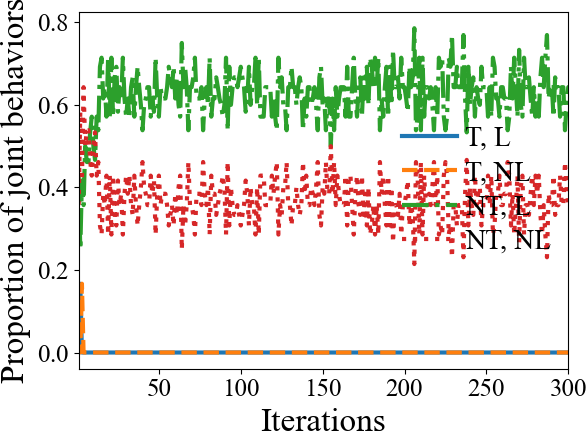 Proportion of joint behaviors
0.8
0.6
0.4
0.2
0.0
T, L
T, NL
NT, L
NT, NL
50
100
150
200
250
300
Iterations